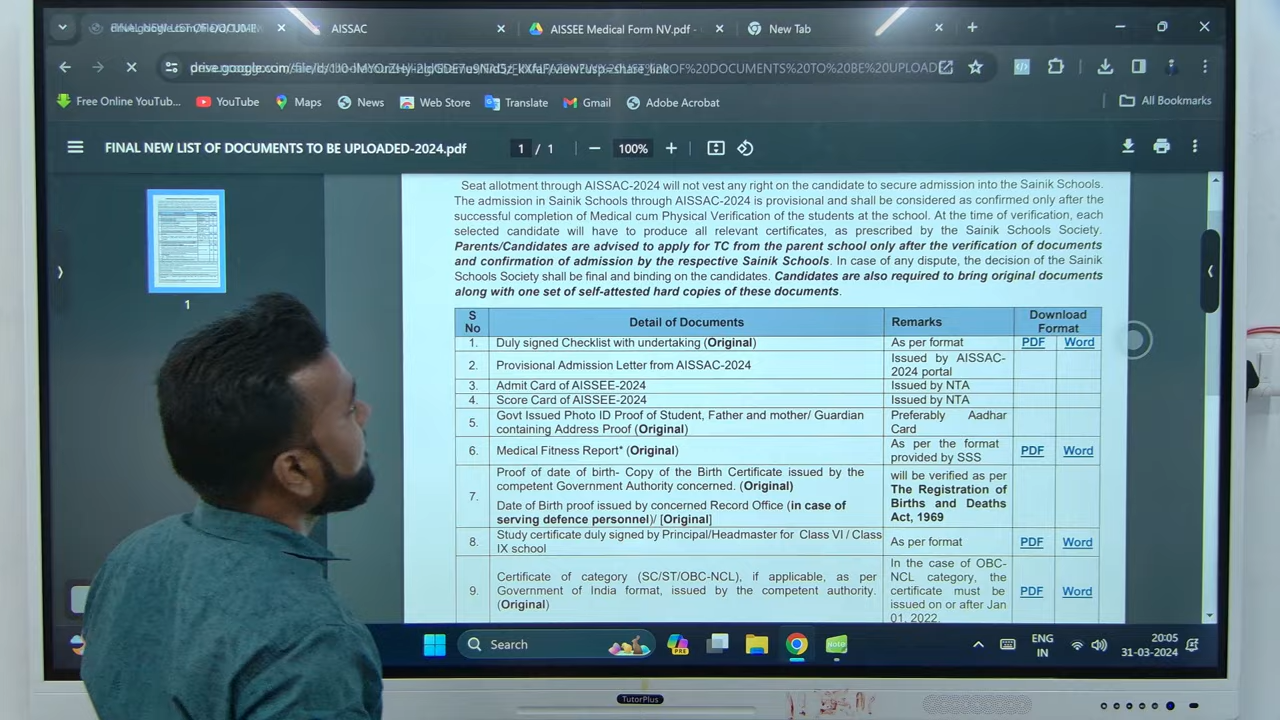 AISSAC
AISSEE Medical Form NV.pdf -
New Tab
Free Online YouTub...
YouTube
Maps
News
Web Store
Translate
Gmail
Adobe Acrobat
All Bookmarks
FINAL NEW LIST OF DOCUMENTS TO BE UPLOADED-2024.pdf
1 / 1
100%
1
Seat allotment through AISSAC-2024 will not vest any right on the candidate to secure admission into the Sainik Schools.
The admission in Sainik Schools through AISSAC-2024 is provisional and shall be considered as confirmed only after the
successful completion of Medical cum Physical Verification of the students at the school. At the time of verification, each
selected candidate will have to produce all relevant certificates, as prescribed by the Sainik Schools Society.
Parents/Candidates are advised to apply for TC from the parent school only after the verification of documents
and confirmation of admission by the respective Sainik Schools. In case of any dispute, the decision of the Sainik
Schools Society shall be final and binding on the candidates. Candidates are also required to bring original documents
along with one set of self-attested hard copies of these documents.
S No
Detail of Documents
Remarks
Download Format
1.
Duly signed Checklist with undertaking (Original)
As per format
PDF
Word
2.
Provisional Admission Letter from AISSAC-2024
Issued by AISSAC-
2024 portal
3.
Admit Card of AISSEE-2024
Issued by NTA
4.
Score Card of AISSEE-2024
Issued by NTA
5.
Govt Issued Photo ID Proof of Student, Father and mother/ Guardian
containing Address Proof (Original)
Preferably Aadhar
Card
6.
Medical Fitness Report* (Original)
As per the format
provided by SSS
PDF
Word
7.
Proof of date of birth- Copy of the Birth Certificate issued by the
competent Government Authority concerned. (Original)
Date of Birth proof issued by concerned Record Office (in case of
serving defence personnel)/ [Original]
will be verified as per
The Registration of
Births and Deaths
Act, 1969
8.
Study certificate duly signed by Principal/Headmaster for Class VI / Class
IX school
As per format
PDF
Word
9.
Certificate of category (SC/ST/OBC-NCL), if applicable, as per
Government of India format, issued by the competent authority.
(Original)
In the case of OBC-
NCL category, the
certificate must be
issued on or after Jan
01, 2022.
PDF
Word
Search
PRE
Note
ENG
IN
20:05
31-03-2024
TutorPlus